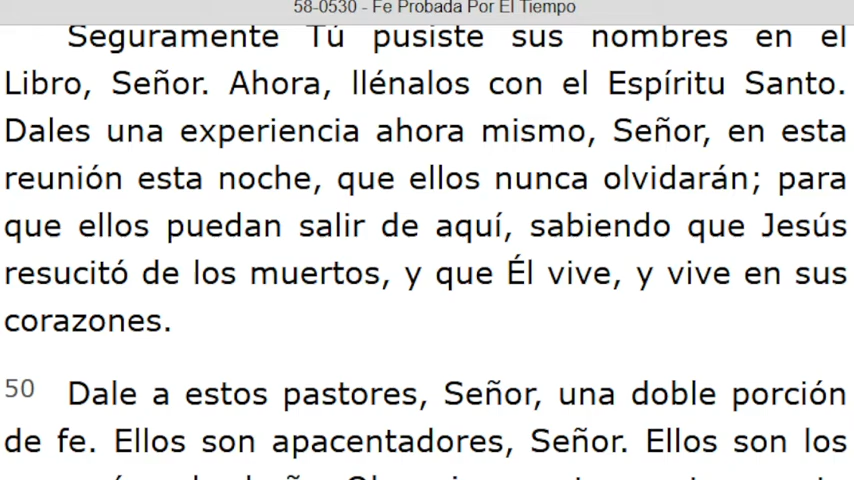 58-0530 - Fe Probada Por El Tiempo
Seguramente Tú pusiste sus nombres en el
Libro, Señor. Ahora, llénalos con el Espíritu Santo.
Dales una experiencia ahora mismo, Señor, en esta
reunión esta noche, que ellos nunca olvidarán; para
que ellos puedan salir de aquí, sabiendo que Jesús
resucitó de los muertos, y que Él vive, y vive en sus
corazones.
50 Dale a estos pastores, Señor, una doble porción
de fe. Ellos son apacentadores, Señor. Ellos son los